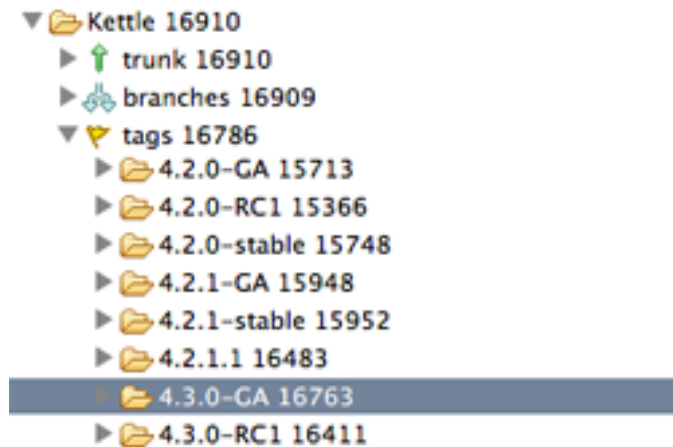 Kettle 16910
trunk 16910
branches 16909
tags 16786
4.2.0-GA 15713
4.2.0-RC1 15366
4.2.0-stable 15748
4.2.1-GA 15948
4.2.1-stable 15952
4.2.1.1 16483
4.3.0-GA 16763
4.3.0-RC1 16411